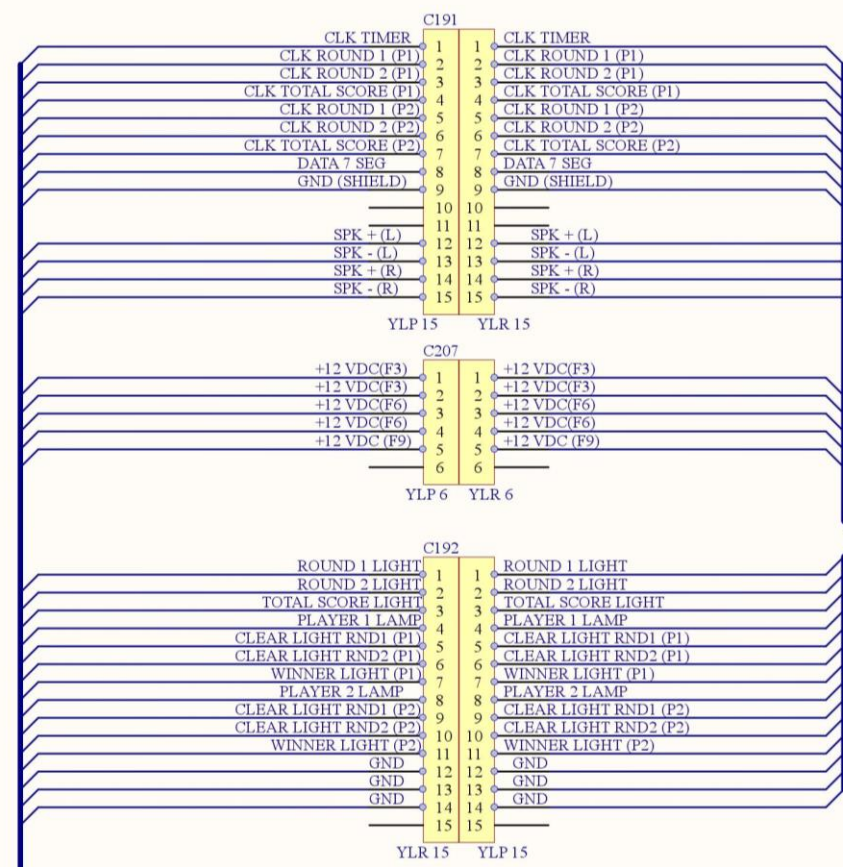 C191
CLK TIMER 1 1 CLK TIMER
CLK ROUND 1 (P1) 2 2 CLK ROUND 1 (P1)
CLK ROUND 2 (P1) 3 3 CLK ROUND 2 (P1)
CLK TOTAL SCORE (P1) 4 4 CLK TOTAL SCORE (P1)
CLK ROUND 1 (P2) 5 5 CLK ROUND 1 (P2)
CLK ROUND 2 (P2) 6 6 CLK ROUND 2 (P2)
CLK TOTAL SCORE (P2) 7 7 CLK TOTAL SCORE (P2)
DATA 7 SEG 8 8 DATA 7 SEG
GND (SHIELD) 9 9 GND (SHIELD)
10 10
11 11
SPK + (L) 12 12 SPK + (L)
SPK - (L) 13 13 SPK - (L)
SPK + (R) 14 14 SPK + (R)
SPK - (R) 15 15 SPK - (R)
YLP 15 YLR 15
C207
+12 VDC(F3) 1 1 +12 VDC(F3)
+12 VDC(F3) 2 2 +12 VDC(F3)
+12 VDC(F6) 3 3 +12 VDC(F6)
+12 VDC(F6) 4 4 +12 VDC(F6)
+12 VDC (F9) 5 5 +12 VDC (F9)
6 6
YLP 6 YLR 6
C192
ROUND 1 LIGHT 1 1 ROUND 1 LIGHT
ROUND 2 LIGHT 2 2 ROUND 2 LIGHT
TOTAL SCORE LIGHT 3 3 TOTAL SCORE LIGHT
PLAYER 1 LAMP 4 4 PLAYER 1 LAMP
CLEAR LIGHT RND1 (P1) 5 5 CLEAR LIGHT RND1 (P1)
CLEAR LIGHT RND2 (P1) 6 6 CLEAR LIGHT RND2 (P1)
WINNER LIGHT (P1) 7 7 WINNER LIGHT (P1)
PLAYER 2 LAMP 8 8 PLAYER 2 LAMP
CLEAR LIGHT RND1 (P2) 9 9 CLEAR LIGHT RND1 (P2)
CLEAR LIGHT RND2 (P2) 10 10 CLEAR LIGHT RND2 (P2)
WINNER LIGHT (P2) 11 11 WINNER LIGHT (P2)
GND 12 12 GND
GND 13 13 GND
GND 14 14 GND
15 15
YLR 15 YLP 15